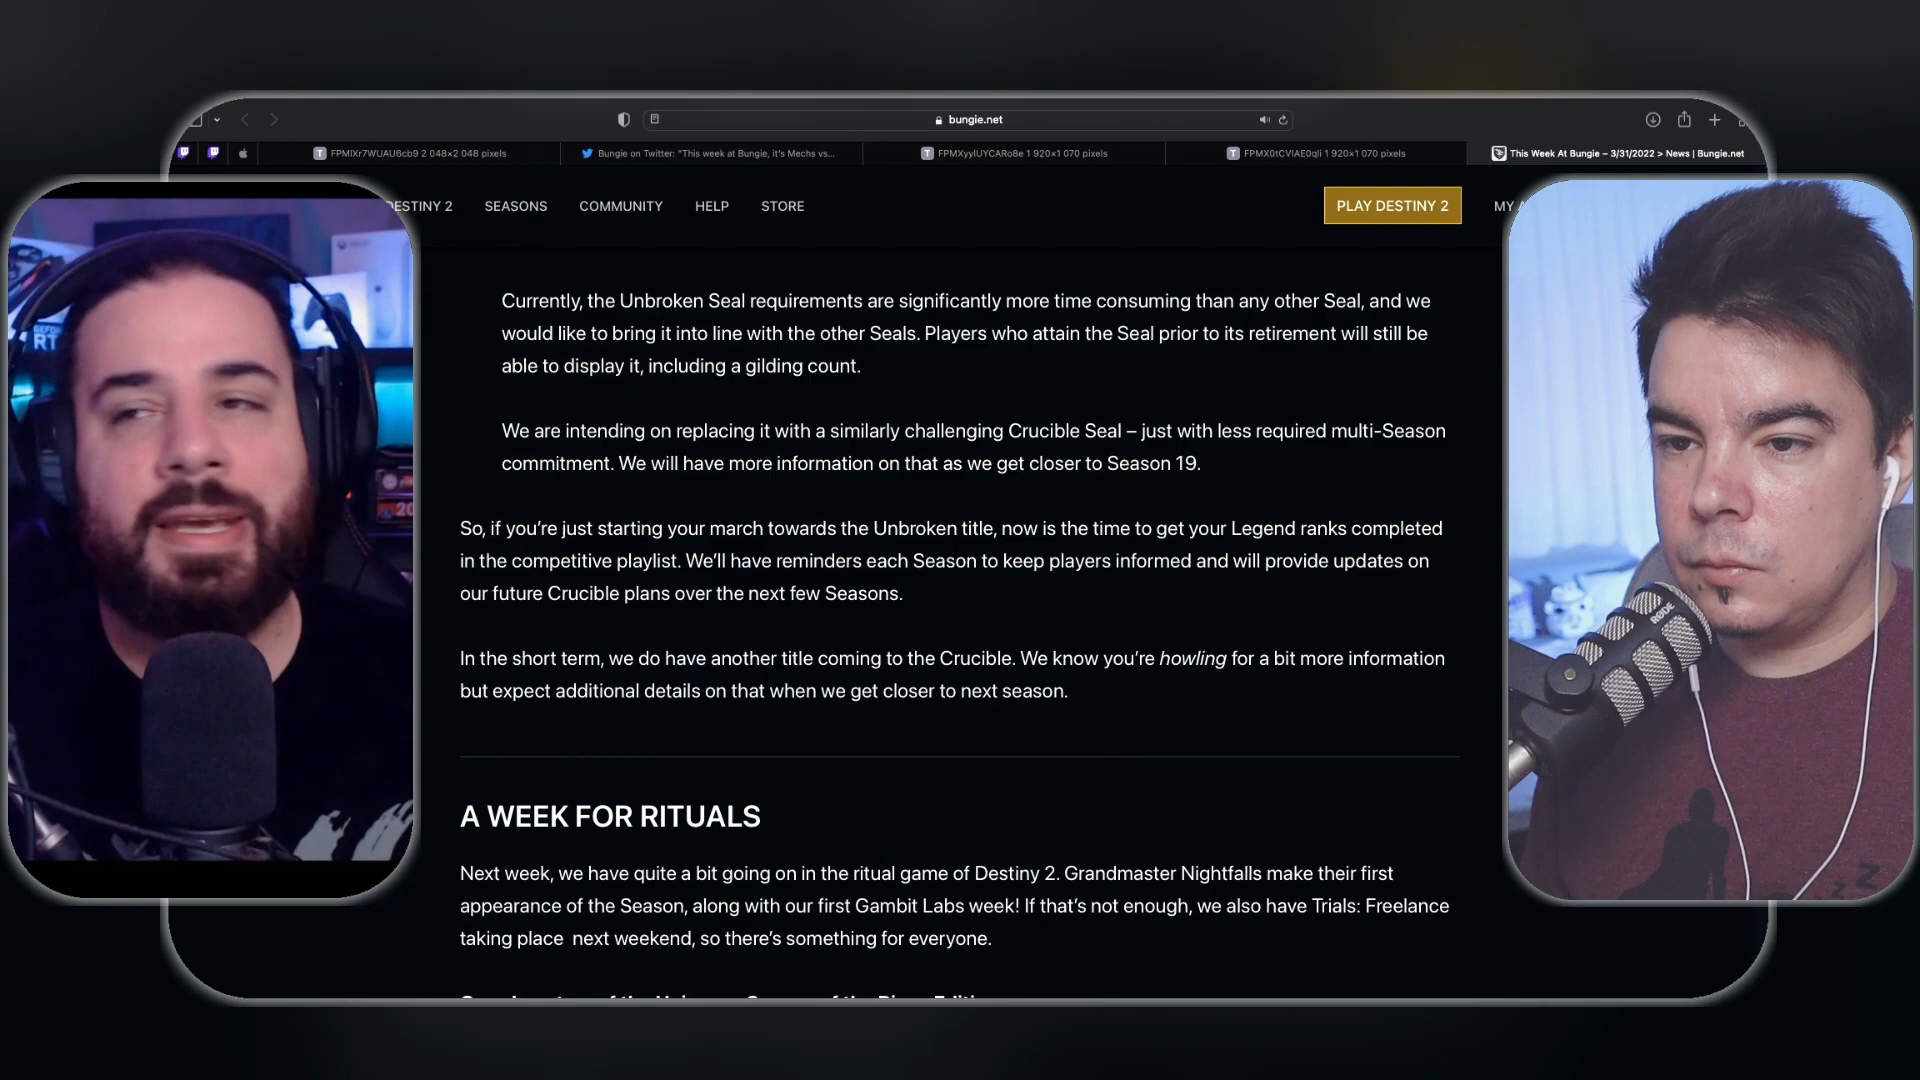 bungie.net
FPMIXr7WUAU6cb9 2 048×2 048 pixels
Bungie on Twitter: "This week at Bungie, it's Mechs vs...
FPMXyylUYCARo8e 1 920×1 070 pixels
FPMX0tCVIAE0qli 1 920×1 070 pixels
This Week At Bungie – 3/31/2022 > News | Bungie.net
DESTINY 2 SEASONS COMMUNITY HELP STORE
PLAY DESTINY 2
MY
Currently, the Unbroken Seal requirements are significantly more time consuming than any other Seal, and we
would like to bring it into line with the other Seals. Players who attain the Seal prior to its retirement will still be
able to display it, including a gilding count.
We are intending on replacing it with a similarly challenging Crucible Seal – just with less required multi-Season
commitment. We will have more information on that as we get closer to Season 19.
So, if you're just starting your march towards the Unbroken title, now is the time to get your Legend ranks completed
in the competitive playlist. We'll have reminders each Season to keep players informed and will provide updates on
our future Crucible plans over the next few Seasons.
In the short term, we do have another title coming to the Crucible. We know you're howling for a bit more information
but expect additional details on that when we get closer to next season.
A WEEK FOR RITUALS
Next week, we have quite a bit going on in the ritual game of Destiny 2. Grandmaster Nightfalls make their first
appearance of the Season, along with our first Gambit Labs week! If that's not enough, we also have Trials: Freelance
taking place next weekend, so there's something for everyone.
RØDE
Z
z
RT
20